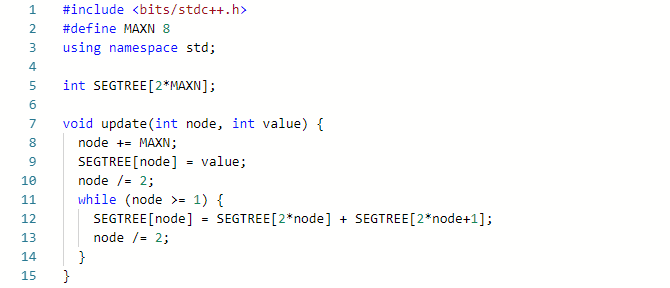 1 #include <bits/stdc++.h>
2 #define MAXN 8
3 using namespace std;
4
5 int SEGTREE[2*MAXN];
6
7 void update(int node, int value) {
8   node += MAXN;
9   SEGTREE[node] = value;
10   node /= 2;
11   while (node >= 1) {
12     SEGTREE[node] = SEGTREE[2*node] + SEGTREE[2*node+1];
13     node /= 2;
14   }
15 }